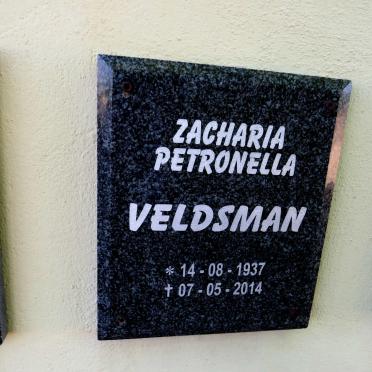 ZACHARIA
PETRONELLA
VELDSMAN
* 14 - 08 - 1937
† 07 - 05 - 2014